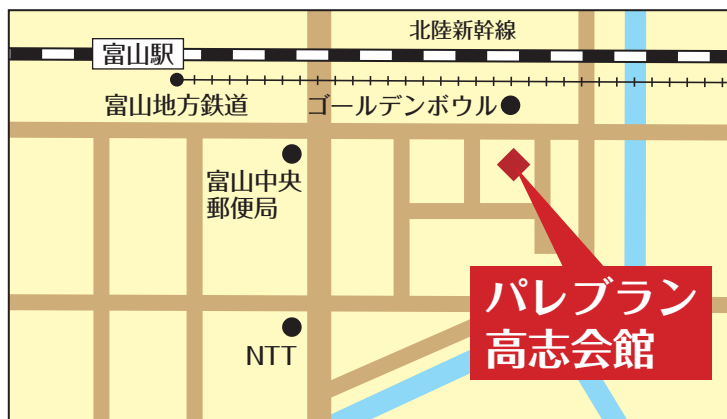 北陸新幹線
富山駅
富山地方鉄道
ゴールデンボウル
富山中央
郵便局
パレブラン
高志会館
NTT